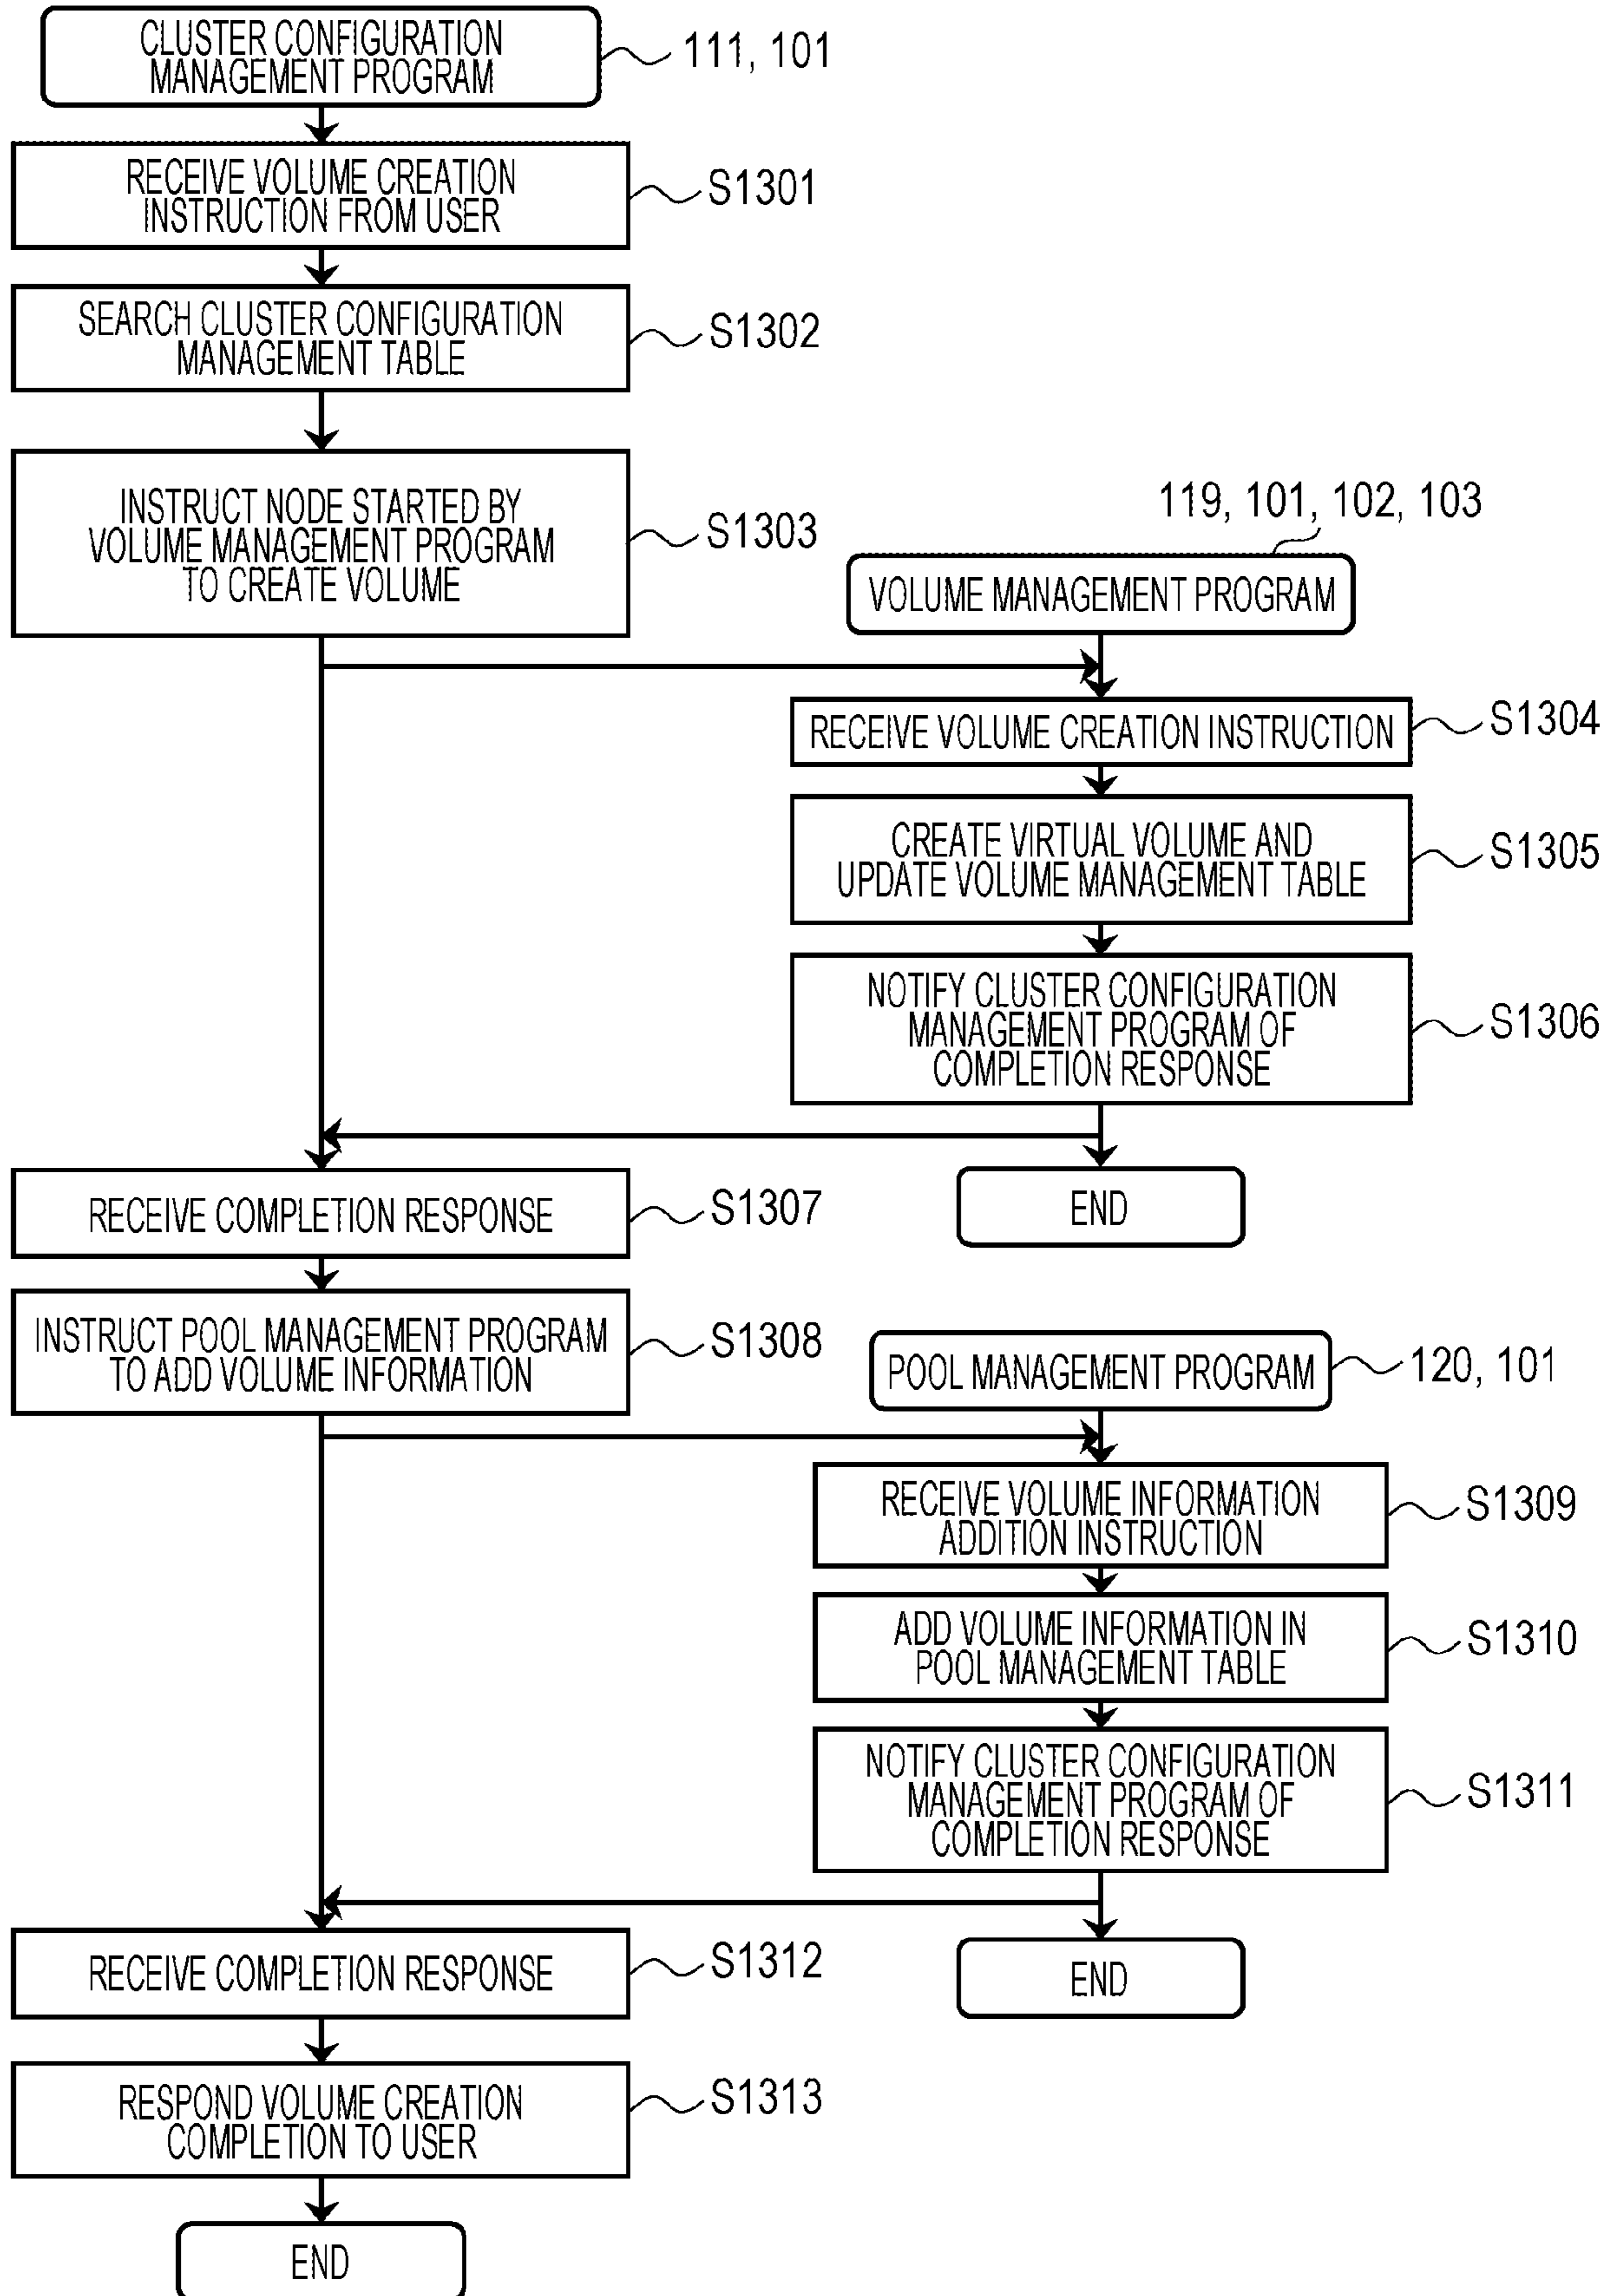 CLUSTER CONFIGURATION
MANAGEMENT PROGRAM
111, 101
RECEIVE VOLUME CREATION
INSTRUCTION FROM USER
S1301
SEARCH CLUSTER CONFIGURATION
MANAGEMENT TABLE
S1302
INSTRUCT NODE STARTED BY
VOLUME MANAGEMENT PROGRAM
TO CREATE VOLUME
S1303
119, 101, 102, 103
VOLUME MANAGEMENT PROGRAM
RECEIVE VOLUME CREATION INSTRUCTION
S1304
CREATE VIRTUAL VOLUME AND
UPDATE VOLUME MANAGEMENT TABLE
S1305
NOTIFY CLUSTER CONFIGURATION
MANAGEMENT PROGRAM OF
COMPLETION RESPONSE
S1306
END
RECEIVE COMPLETION RESPONSE
S1307
INSTRUCT POOL MANAGEMENT PROGRAM
TO ADD VOLUME INFORMATION
S1308
POOL MANAGEMENT PROGRAM
120, 101
RECEIVE VOLUME INFORMATION
ADDITION INSTRUCTION
S1309
ADD VOLUME INFORMATION IN
POOL MANAGEMENT TABLE
S1310
NOTIFY CLUSTER CONFIGURATION
MANAGEMENT PROGRAM OF
COMPLETION RESPONSE
S1311
END
RECEIVE COMPLETION RESPONSE
S1312
RESPOND VOLUME CREATION
COMPLETION TO USER
S1313
END